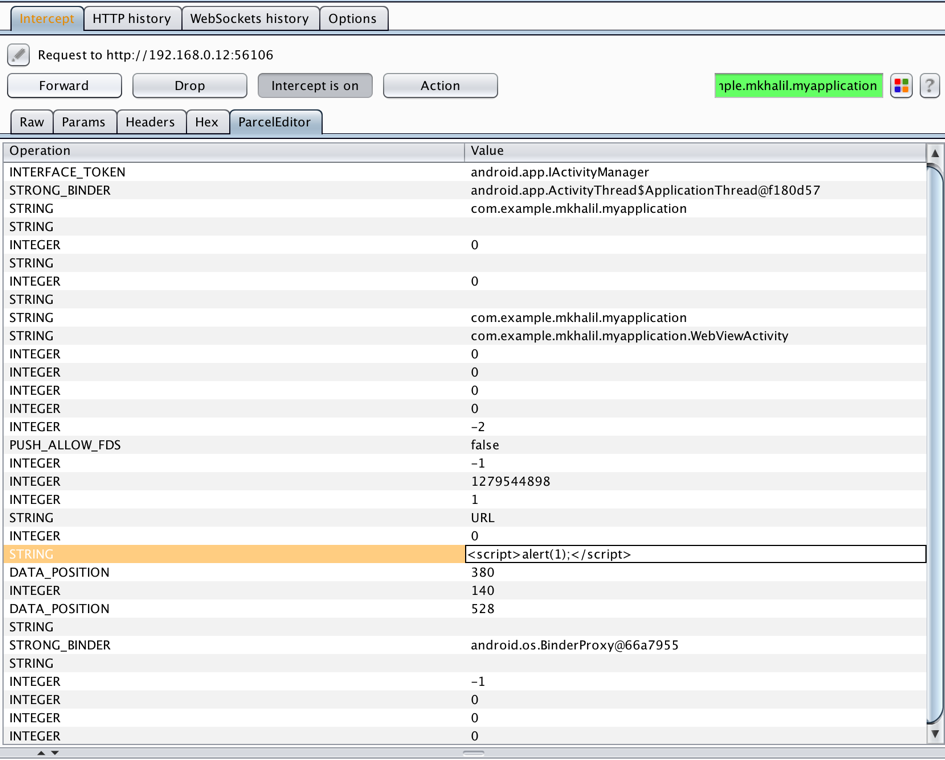 Intercept HTTP history WebSockets history Options
Request to http://192.168.0.12:56106
Forward Drop Intercept is on Action ple.mkhalil.myapplication ?
Raw Params Headers Hex ParcelEditor
Operation Value
INTERFACE_TOKEN android.app.IActivityManager
STRONG_BINDER android.app.ActivityThread$ApplicationThread@f180d57
STRING com.example.mkhalil.myapplication
STRING
INTEGER 0
STRING
INTEGER 0
STRING
STRING com.example.mkhalil.myapplication
STRING com.example.mkhalil.myapplication.WebViewActivity
INTEGER 0
INTEGER 0
INTEGER 0
INTEGER 0
INTEGER -2
PUSH_ALLOW_FDS false
INTEGER -1
INTEGER 1279544898
INTEGER 1
STRING URL
INTEGER 0
STRING <script>alert(1);</script>
DATA_POSITION 380
INTEGER 140
DATA_POSITION 528
STRING
STRONG_BINDER android.os.BinderProxy@66a7955
STRING
INTEGER -1
INTEGER 0
INTEGER 0
INTEGER 0